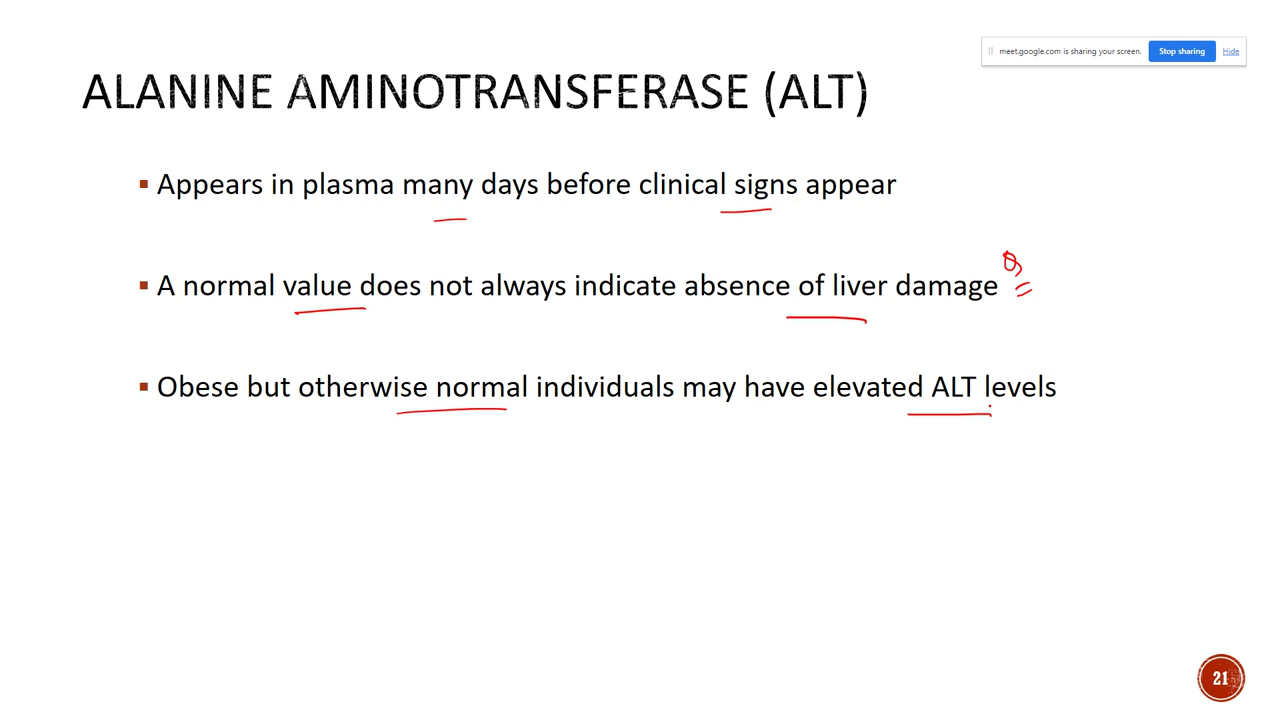 meet.google.com is sharing your screen. Stop sharing Hide
ALANINE AMINOTRANSFERASE (ALT)
▪ Appears in plasma many days before clinical signs appear
▪ A normal value does not always indicate absence of liver damage
▪ Obese but otherwise normal individuals may have elevated ALT levels
21